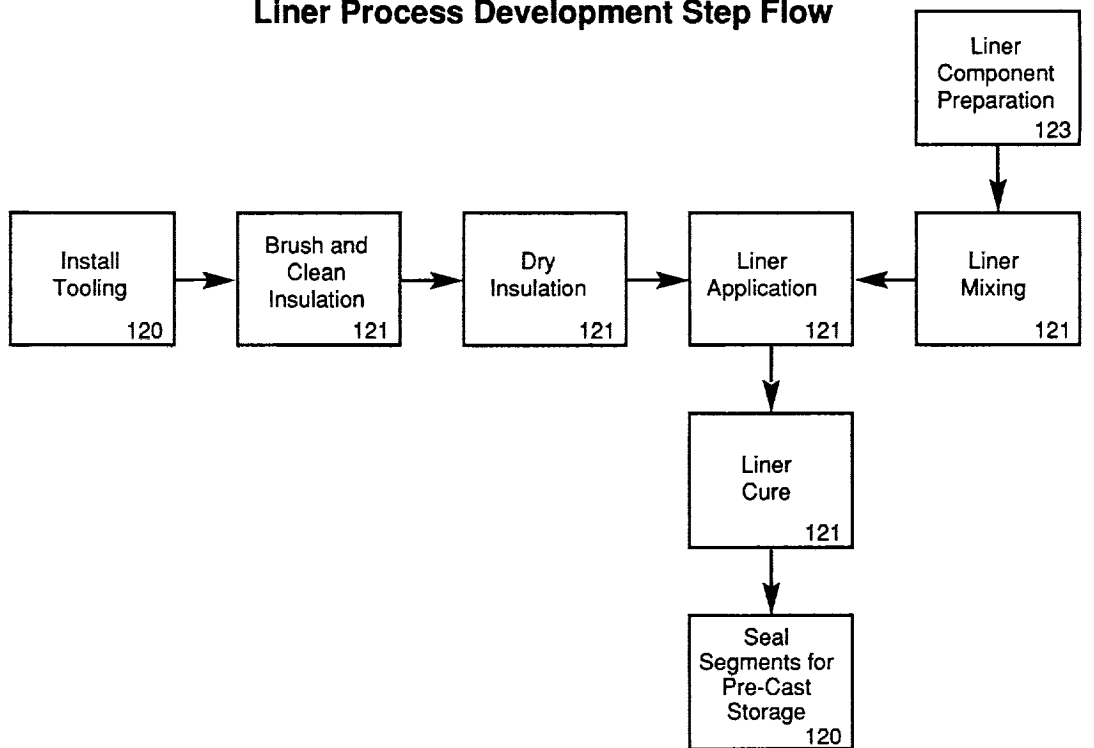 Liner Process Development Step Flow
Liner
Component
Preparation
123
Install
Tooling
120
Brush and
Clean
Insulation
121
Dry
Insulation
121
Liner
Application
121
Liner
Mixing
121
Liner
Cure
121
Seal
Segments for
Pre-Cast
Storage
120